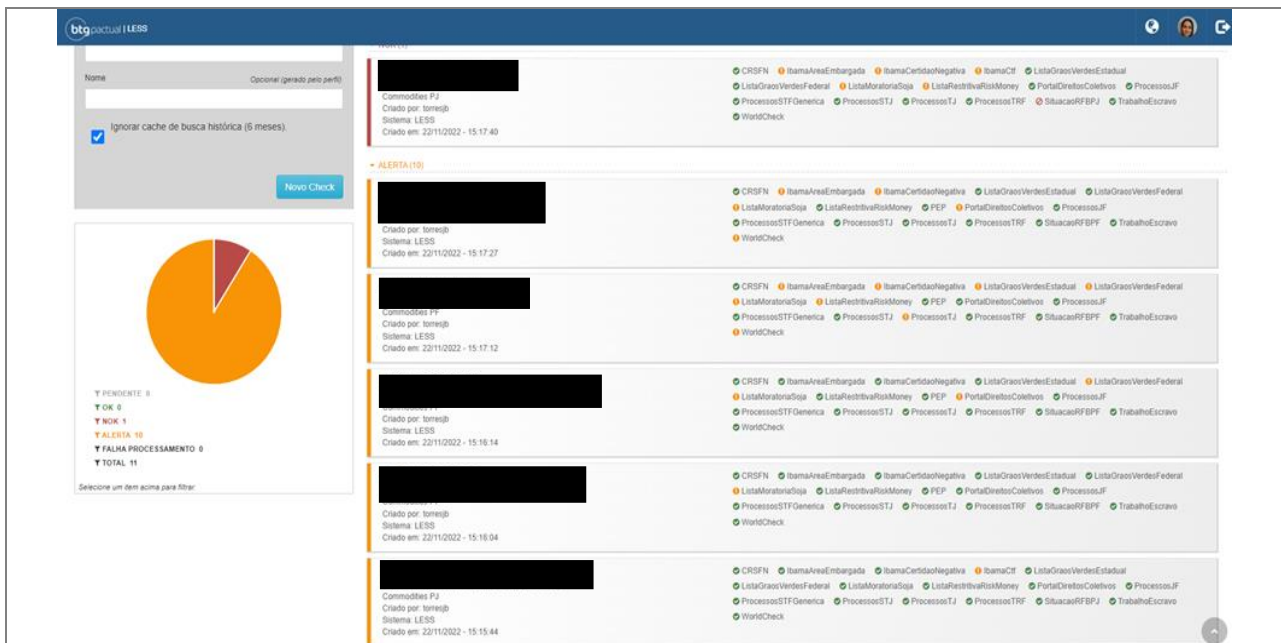 btgpactual | LESS
Nome
Opcional (gerado pelo perfil)
Ignorar cache de busca histórica (6 meses).
Novo Check
PENDENTE 0
OK 0
NOK 1
ALERTA 10
FALHA PROCESSAMENTO 0
TOTAL 11
Selecione um item acima para filtrar
NOK (1)
Commodities PJ
Criado por: torresjb
Sistema: LESS
Criado em: 22/11/2022 - 15:17:40
CRSFN IbamaAreaEmbargada IbamaCertidaoNegativa IbamaCtf ListaGraosVerdesEstadual
ListaGraosVerdesFederal ListaMoratoriaSoja ListaRestritivaRiskMoney PortalDireitosColetivos ProcessosJF
ProcessosSTFGenerica ProcessosSTJ ProcessosTJ ProcessosTRF SituacaoRFBPJ TrabalhoEscravo
WorldCheck
ALERTA (10)
Criado por: torresjb
Sistema: LESS
Criado em: 22/11/2022 - 15:17:27
CRSFN IbamaAreaEmbargada IbamaCertidaoNegativa ListaGraosVerdesEstadual ListaGraosVerdesFederal
ListaMoratoriaSoja ListaRestritivaRiskMoney PEP PortalDireitosColetivos ProcessosJF
ProcessosSTFGenerica ProcessosSTJ ProcessosTJ ProcessosTRF SituacaoRFBPF TrabalhoEscravo
WorldCheck
Commodities PF
Criado por: torresjb
Sistema: LESS
Criado em: 22/11/2022 - 15:17:12
CRSFN IbamaAreaEmbargada IbamaCertidaoNegativa ListaGraosVerdesEstadual ListaGraosVerdesFederal
ListaMoratoriaSoja ListaRestritivaRiskMoney PEP PortalDireitosColetivos ProcessosJF
ProcessosSTFGenerica ProcessosSTJ ProcessosTJ ProcessosTRF SituacaoRFBPF TrabalhoEscravo
WorldCheck
Criado por: torresjb
Sistema: LESS
Criado em: 22/11/2022 - 15:16:14
CRSFN IbamaAreaEmbargada IbamaCertidaoNegativa ListaGraosVerdesEstadual ListaGraosVerdesFederal
ListaMoratoriaSoja ListaRestritivaRiskMoney PEP PortalDireitosColetivos ProcessosJF
ProcessosSTFGenerica ProcessosSTJ ProcessosTJ ProcessosTRF SituacaoRFBPF TrabalhoEscravo
WorldCheck
Criado por: torresjb
Sistema: LESS
Criado em: 22/11/2022 - 15:16:04
CRSFN IbamaAreaEmbargada IbamaCertidaoNegativa ListaGraosVerdesEstadual ListaGraosVerdesFederal
ListaMoratoriaSoja ListaRestritivaRiskMoney PEP PortalDireitosColetivos ProcessosJF
ProcessosSTFGenerica ProcessosSTJ ProcessosTJ ProcessosTRF SituacaoRFBPF TrabalhoEscravo
WorldCheck
Commodities PJ
Criado por: torresjb
Sistema: LESS
Criado em: 22/11/2022 - 15:15:44
CRSFN IbamaAreaEmbargada IbamaCertidaoNegativa IbamaCtf ListaGraosVerdesEstadual
ListaGraosVerdesFederal ListaMoratoriaSoja ListaRestritivaRiskMoney PortalDireitosColetivos ProcessosJF
ProcessosSTFGenerica ProcessosSTJ ProcessosTJ ProcessosTRF SituacaoRFBPJ TrabalhoEscravo
WorldCheck